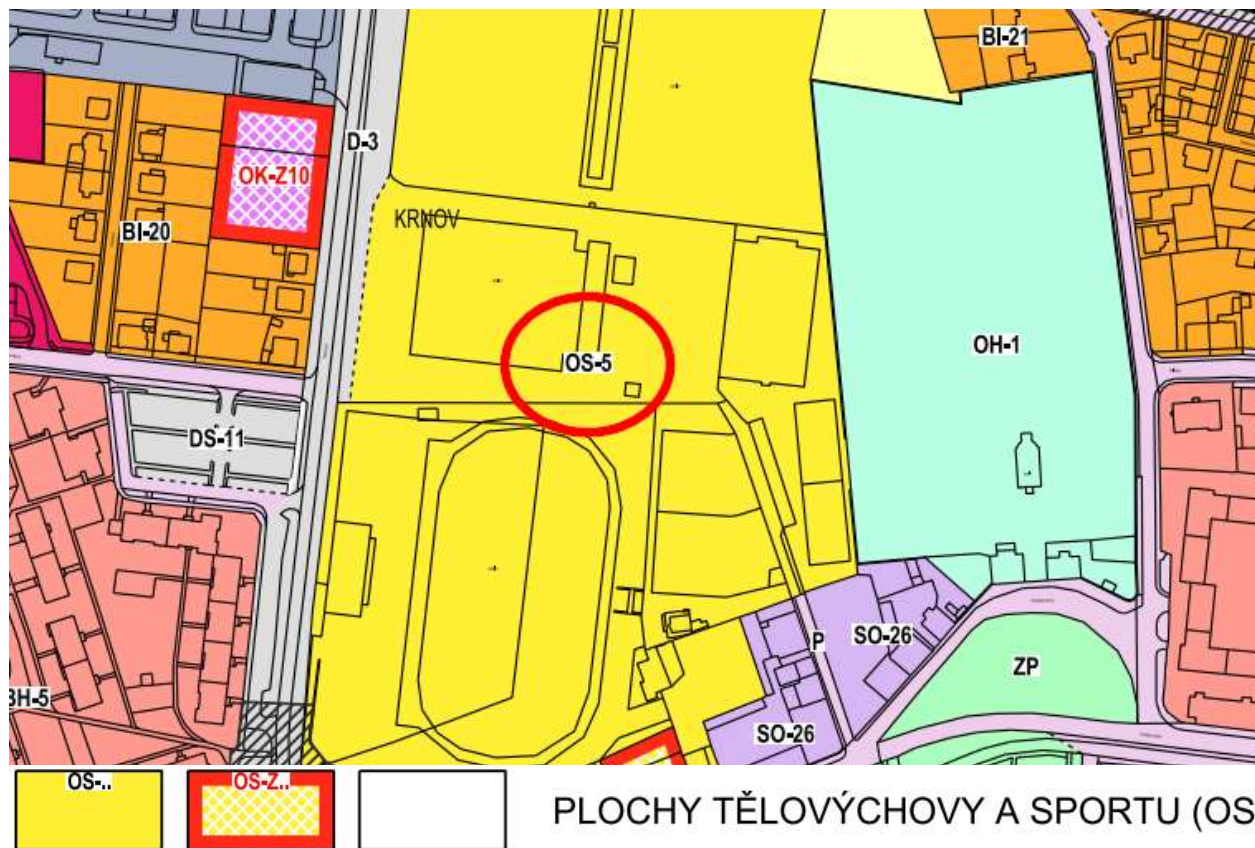 BI-21
D-3
OK-Z10
KRNOV
BI-20
OH-1
OS-5
DS-11
P
SO-26
ZP
BH-5
SO-26
OS-..
OS-Z..
PLOCHY TĚLOVÝCHOVY A SPORTU (OS